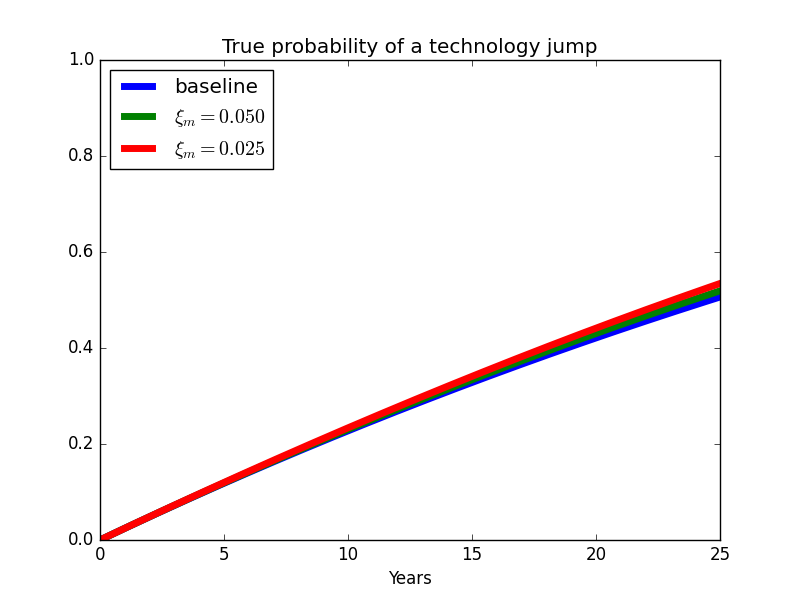 True probability of a technology jump
1.0
baseline
ξₘ = 0.050
ξₘ = 0.025
0.8
0.6
0.4
0.2
0.0
0 5 10 15 20 25
Years